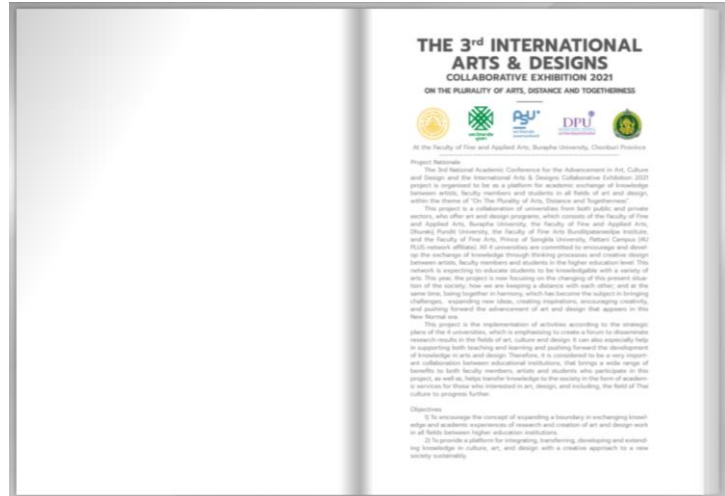 THE 3rd INTERNATIONAL
ARTS & DESIGNS
COLLABORATIVE EXHIBITION 2021
ON THE PLURALITY OF ARTS, DISTANCE AND TOGETHERNESS
PSU
DPU
At the Faculty of Fine and Applied Arts, Burapha University, Chonburi Province
Project Rationale
The 3rd National Academic Conference for the Advancement in Art, Culture
and Design and the International Arts & Designs Collaborative Exhibition 2021
project is organised to be as a platform for academic exchange of knowledge
between artists, faculty members and students in all fields of art and design,
within the theme of "On The Plurality of Arts, Distance and Togetherness"
This project is a collaboration of universities from both public and private
sectors, who offer art and design programs, which consists of the Faculty of Fine
and Applied Arts, Burapha University, the Faculty of Fine and Applied Arts,
Dhurakij Pundit University, the Faculty of Fine Arts Bunditpatanasilpa Institute,
and the Faculty of Fine Arts, Prince of Songkla University, Pattani Campus (4U
PLUS network affiliate). All 4 universities are committed to encourage and devel-
op the exchange of knowledge through thinking processes and creative design
between artists, faculty members and students in the higher education level. This
network is expecting to educate students to be knowledgable with a variety of
arts. This year, the project is now focusing on the changing of this present situa-
tion of the society, how we are keeping a distance with each other, and at the
same time, being together in harmony, which has become the subject in bringing
challenges, expanding new ideas, creating inspirations, encouraging creativity,
and pushing forward the advancement of art and design that appears in this
New Normal era.
This project is the implementation of activities according to the strategic
plans of the 4 universities, which is emphasising to create a forum to disseminate
research results in the fields of art, culture and design. It can also especially help
in supporting both teaching and learning and pushing forward the development
of knowledge in arts and design. Therefore, it is considered to be a very import-
ant collaboration between educational institutions, that brings a wide range of
benefits to both faculty members, artists and students who participate in this
project, as well as, helps transfer knowledge to the society in the form of academ-
ic services for those who interested in art, design, and including, the field of Thai
culture to progress further.
Objectives
1) To encourage the concept of expanding a boundary in exchanging knowl-
edge and academic experiences of research and creation of art and design work
in all fields between higher education institutions.
2) To provide a platform for integrating, transferring, developing and extend-
ing knowledge in culture, art, and design with a creative approach to a new
society sustainably.